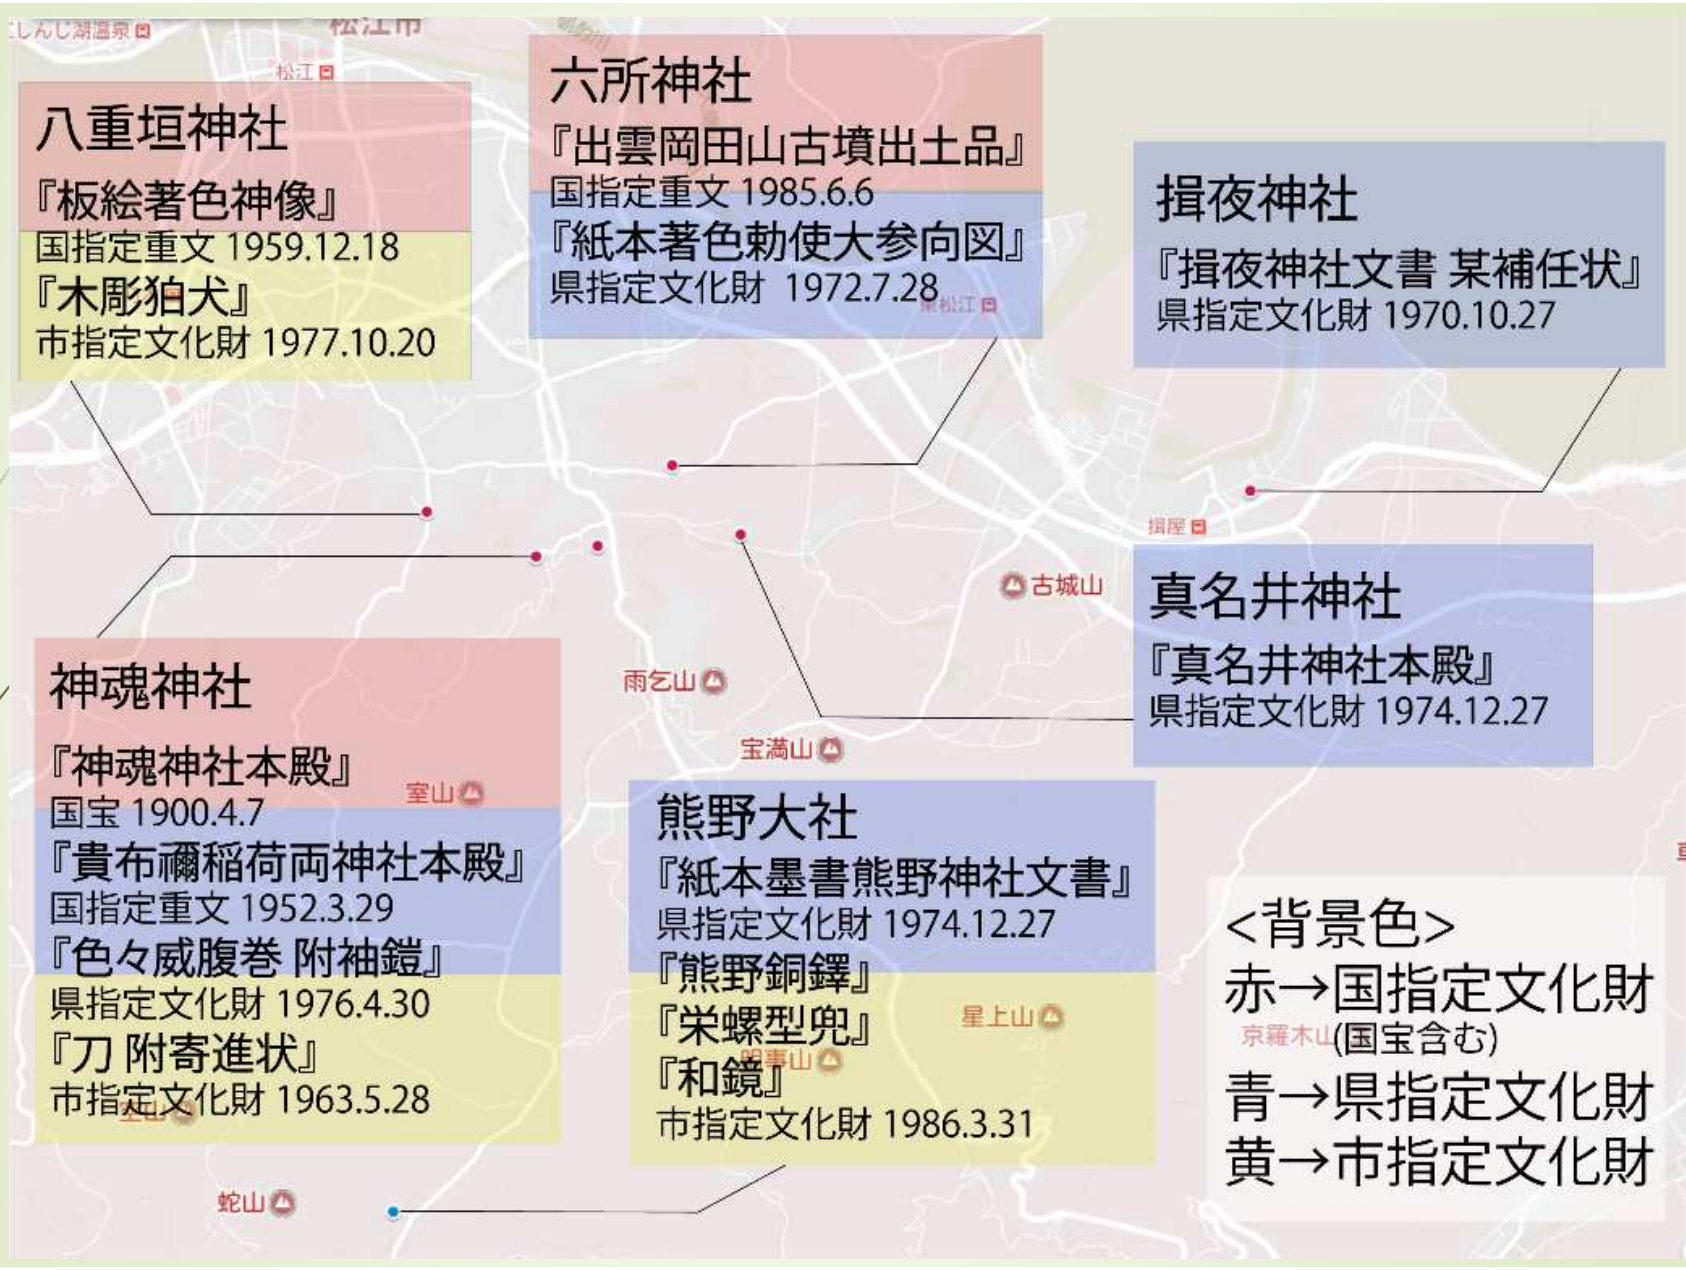 しんじ湖温泉
松江市
松江
八重垣神社
『板絵著色神像』
国指定重文 1959.12.18
『木彫狛犬』
市指定文化財 1977.10.20
六所神社
『出雲岡田山古墳出土品』
国指定重文 1985.6.6
『紙本著色勅使大参向図』
県指定文化財 1972.7.28
東松江
揖夜神社
『揖夜神社文書 某補任状』
県指定文化財 1970.10.27
揖屋
古城山
真名井神社
『真名井神社本殿』
県指定文化財 1974.12.27
雨乞山
宝満山
神魂神社
『神魂神社本殿』
室山
国宝 1900.4.7
『貴布禰稲荷両神社本殿』
国指定重文 1952.3.29
『色々威腹巻 附袖鎧』
県指定文化財 1976.4.30
『刀 附寄進状』
市指定文化財 1963.5.28
熊野大社
『紙本墨書熊野神社文書』
県指定文化財 1974.12.27
『熊野銅鐸』
『栄螺型兜』
『和鏡』
市指定文化財 1986.3.31
星上山
蛇山
<背景色>
赤→国指定文化財
(国宝含む)
京羅木山
青→県指定文化財
黄→市指定文化財